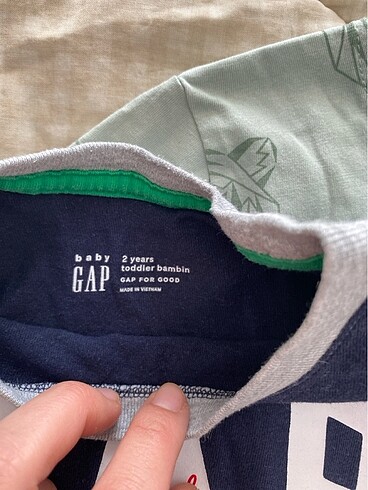 baby
GAP
2 years
toddler bambin
GAP FOR GOOD
MADE IN VIETNAM